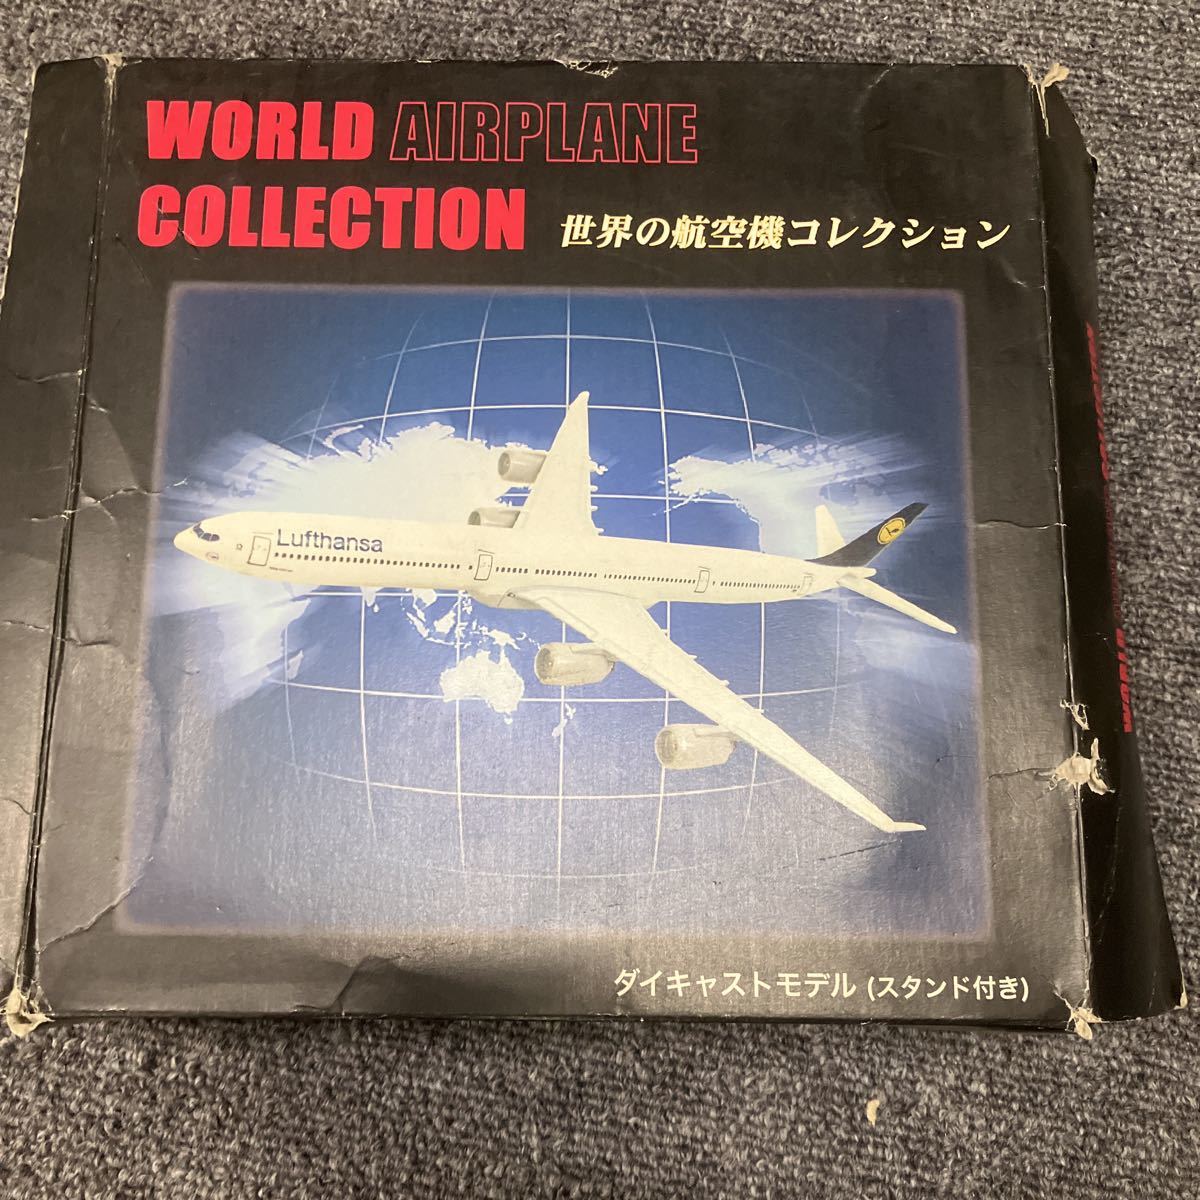 WORLD AIRPLANE
COLLECTION
世界の航空機コレクション
Lufthansa
ダイキャストモデル (スタンド付き)
WORLD